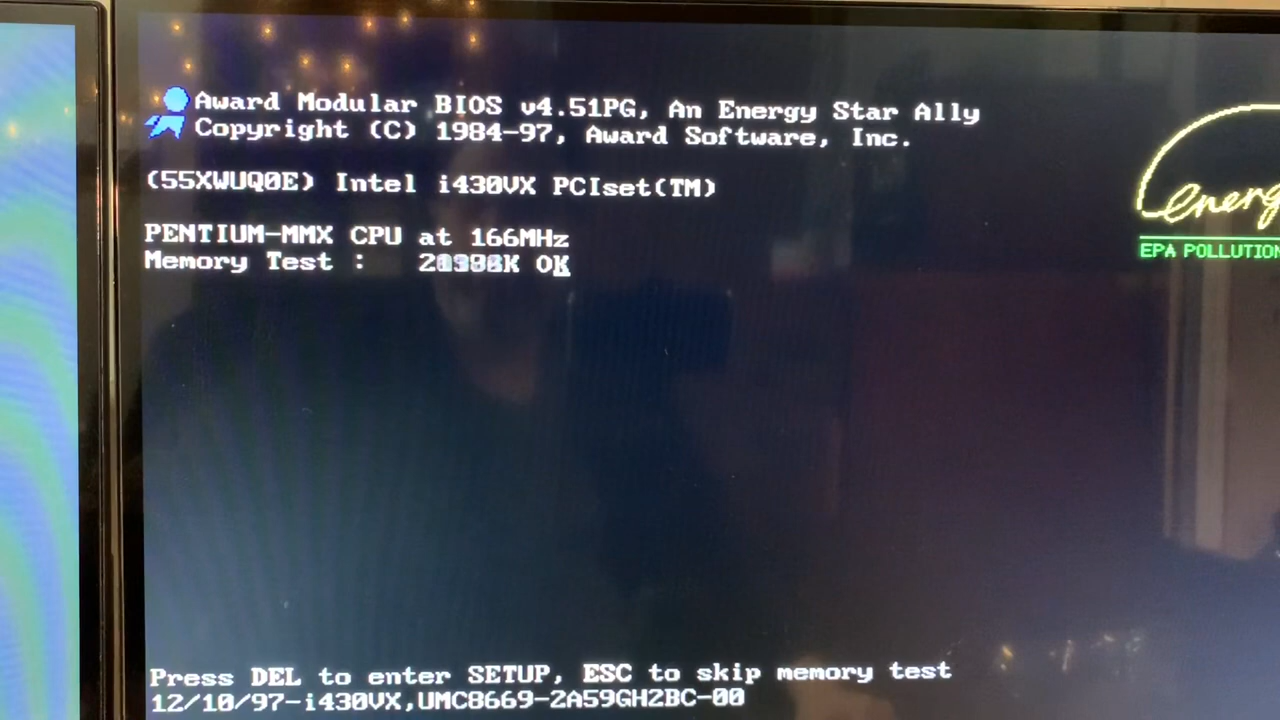 Award Modular BIOS v4.51PG, An Energy Star Ally
Copyright (C) 1984-97, Award Software, Inc.
(55XWUQ0E) Intel i430VX PCIset(TM)
PENTIUM-MMX CPU at 166MHz
Memory Test : OK
energ
EPA POLLUTION
Press DEL to enter SETUP, ESC to skip memory test
12/10/97-i430VX,UMC8669-2A59GH2BC-00